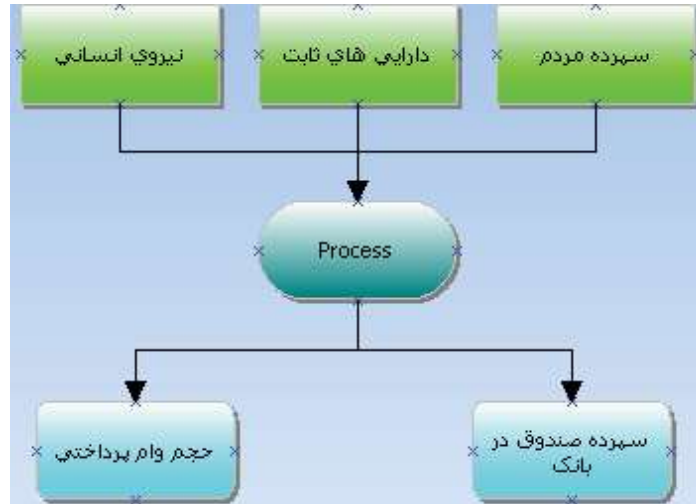 سپرده مردم
دارايي هاي ثابت
نيروي انساني
Process
سپرده صندوق در
بانک
حجم وام پرداختي